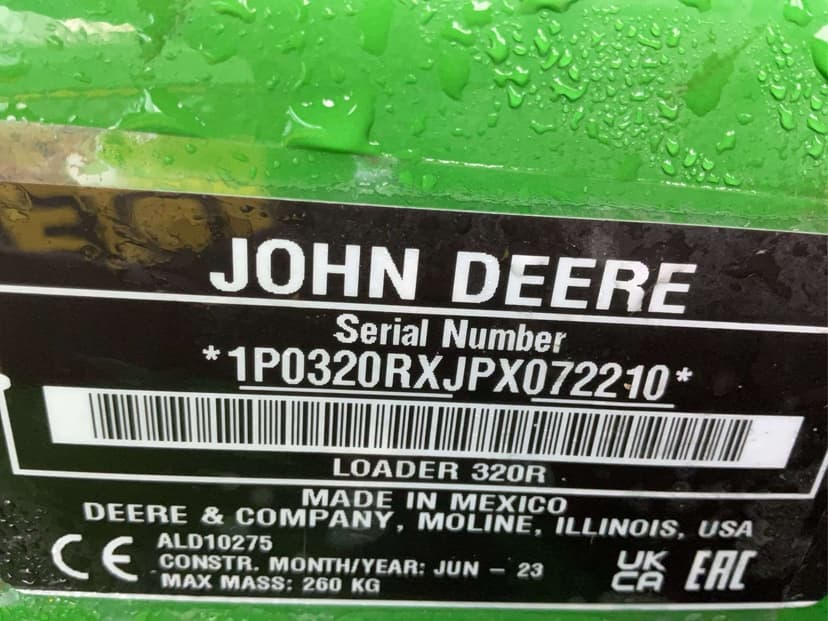 JOHN DEERE
Serial Number
*1P0320RXJPX072210*
LOADER 320R
MADE IN MEXICO
DEERE & COMPANY, MOLINE, ILLINOIS, USA
ALD10275
CE CONSTR. MONTH/YEAR: JUN - 23 UK CA EAC
MAX MASS: 260 KG